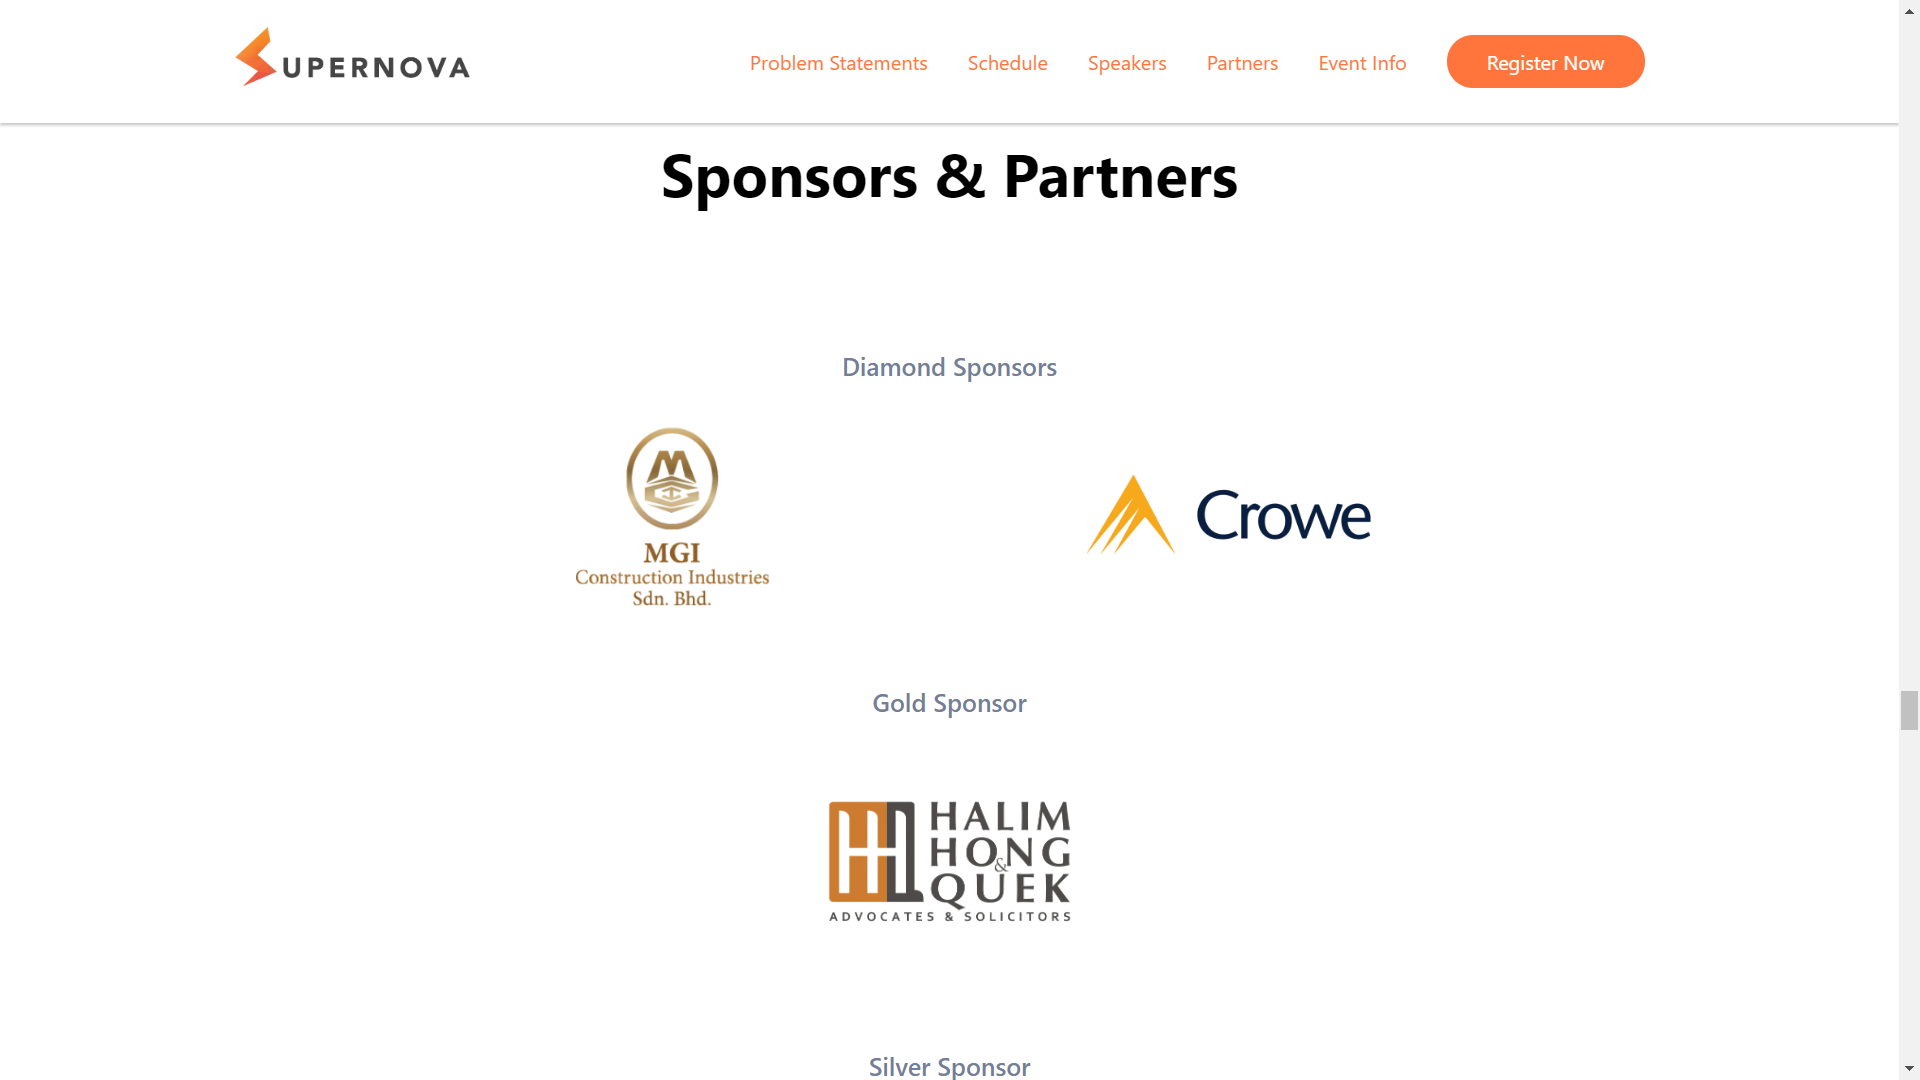 UPERNOVA
Problem Statements
Schedule
Speakers
Partners
Event Info
Register Now
Sponsors & Partners
Diamond Sponsors
MGI
Construction Industries
Sdn. Bhd.
Crowe
Gold Sponsor
HALIM
HONG
& QUEK
ADVOCATES & SOLICITORS
Silver Sponsor